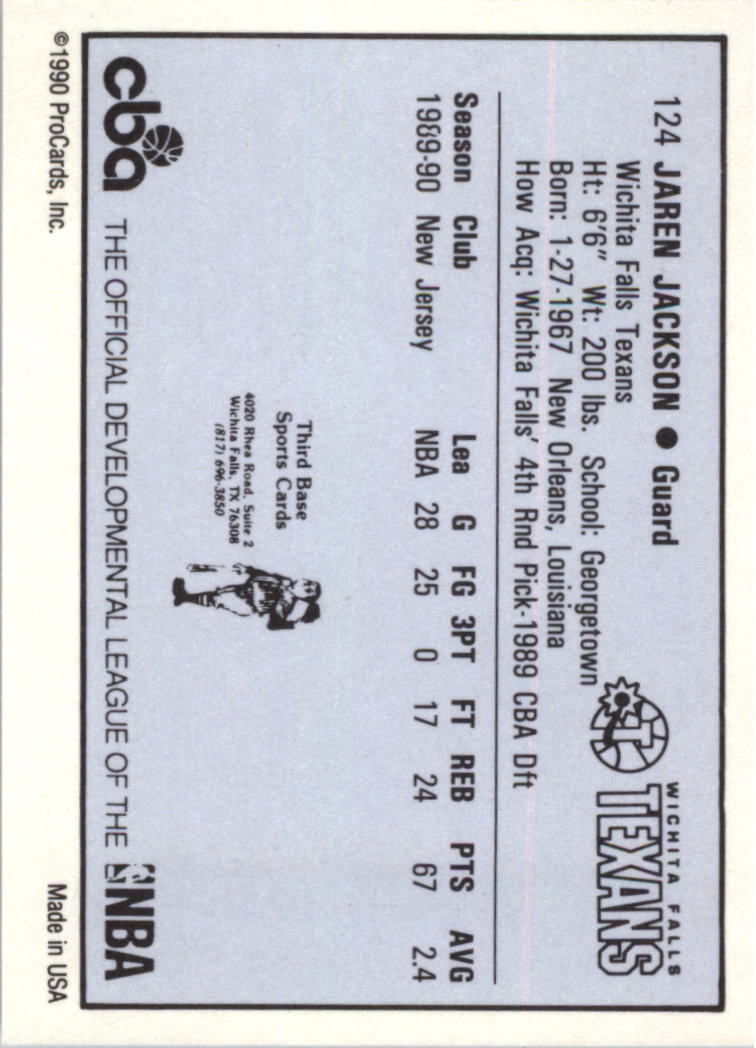 124 JAREN JACKSON ● Guard
Wichita Falls Texans
Ht: 6'6" Wt: 200 lbs. School: Georgetown
Born: 1-27-1967 New Orleans, Louisiana
How Acq: Wichita Falls' 4th Rnd Pick-1989 CBA Dft
WICHITA FALLS
TEXANS
Season Club Lea G FG 3PT FT REB PTS AVG
1989-90 New Jersey NBA 28 25 0 17 24 67 2.4
Third Base
Sports Cards
4020 Rhea Road, Suite 2
Wichita Falls, TX 76308
(817) 696-3850
cba THE OFFICIAL DEVELOPMENTAL LEAGUE OF THE NBA
©1990 ProCards, Inc. Made in USA